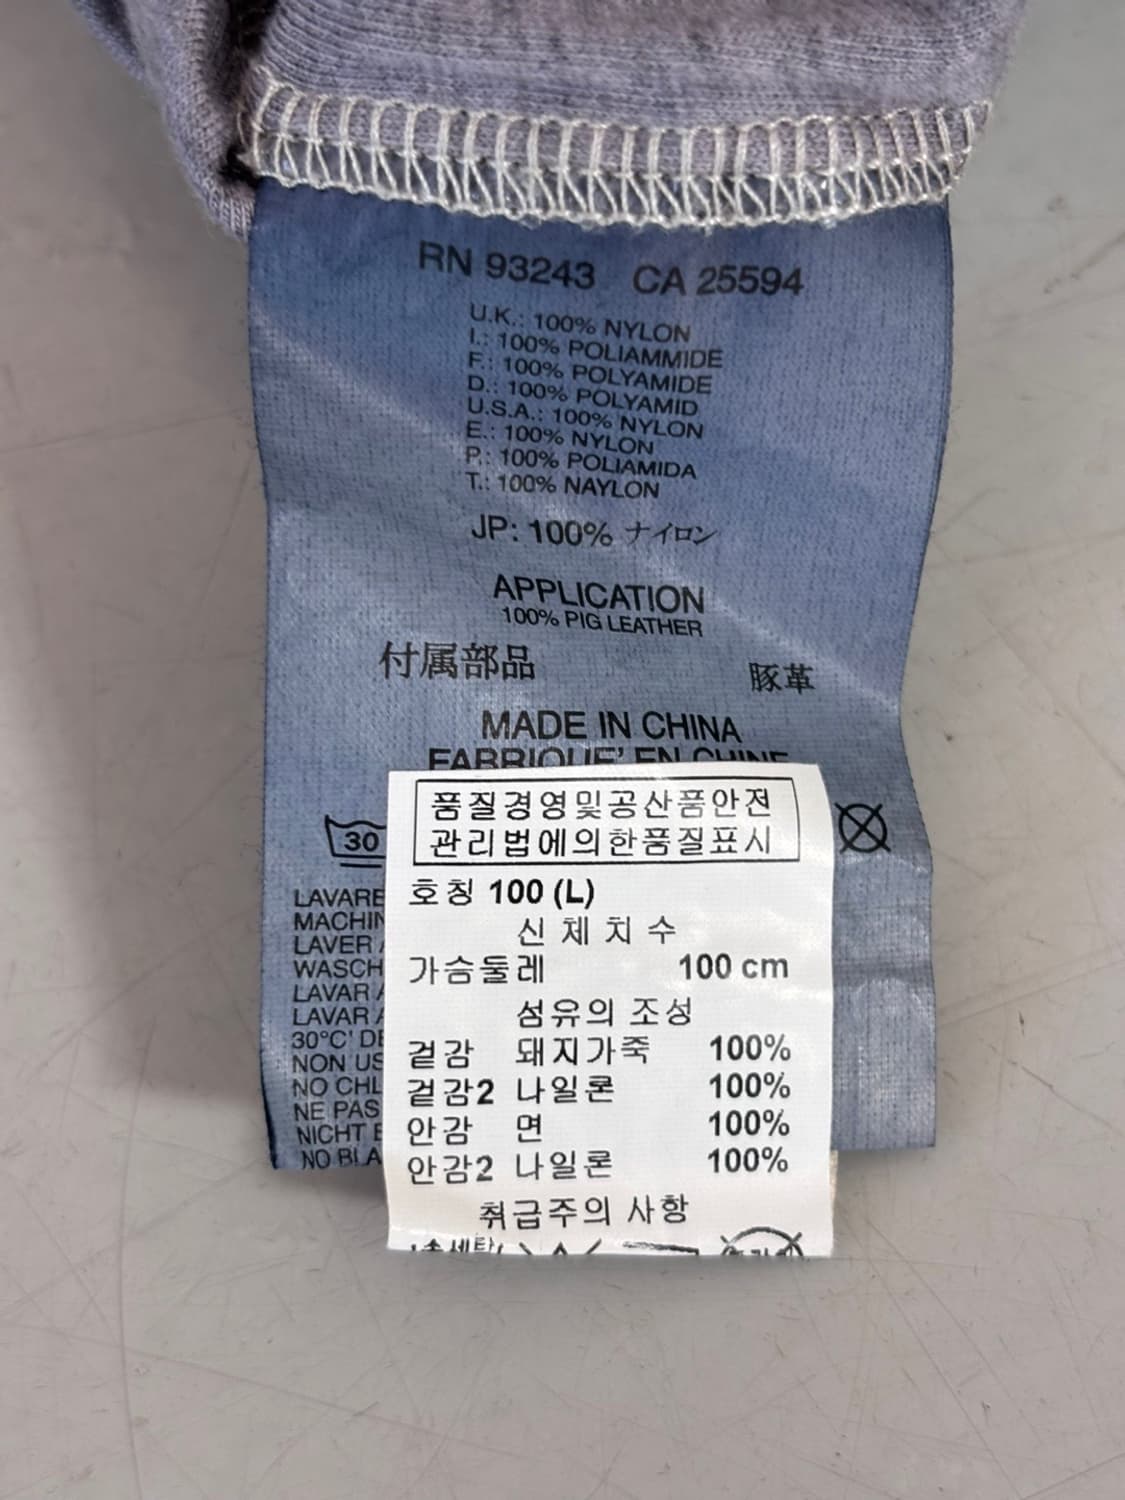 RN 93243 CA 25594
U.K.: 100% NYLON
I.: 100% POLIAMMIDE
F.: 100% POLYAMIDE
D.: 100% POLYAMID
U.S.A.: 100% NYLON
E.: 100% NYLON
P.: 100% POLIAMIDA
T.: 100% NAYLON
JP: 100% ナイロン
APPLICATION
100% PIG LEATHER
付属部品 豚革
MADE IN CHINA
FABRIQUE' EN CHINE
품질경영및공산품안전
관리법에의한품질표시
30
호칭 100 (L)
신체치수
가슴둘레 100 cm
섬유의 조성
겉감 돼지가죽 100%
겉감2 나일론 100%
안감 면 100%
안감2 나일론 100%
취급주의 사항
손세탁
LAVARE
MACHIN
LAVER
WASCH
LAVAR
LAVAR
30°C' DE
NON US
NO CHL
NE PAS
NICHT
NO BLA